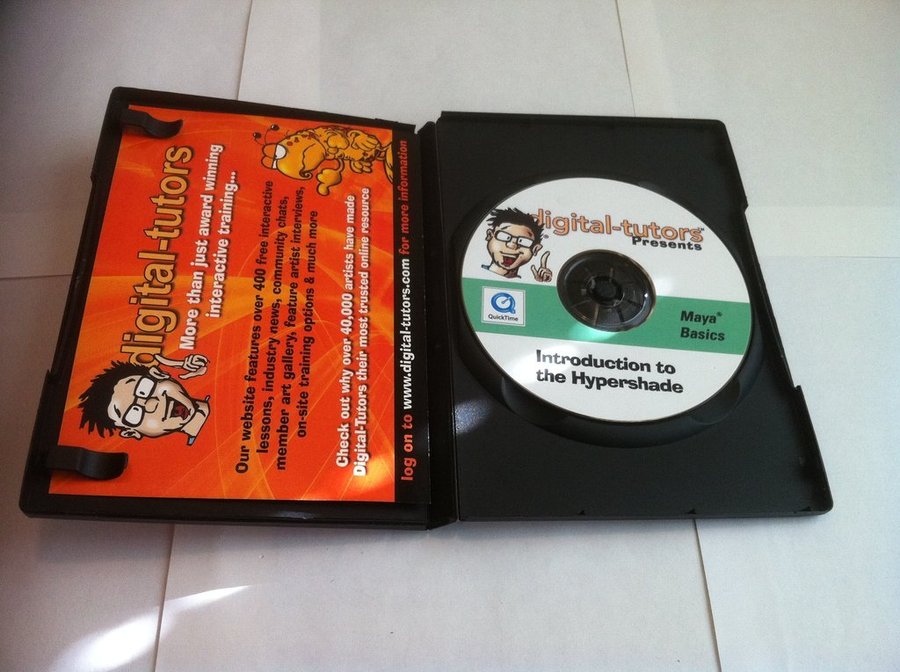 digital-tutors
More than just award winning
interactive training...
Our website features over 400 free interactive
lessons, industry news, community chats,
member art gallery, feature artist interviews,
on-site training options & much more
Check out why over 40,000 artists have made
Digital-Tutors their most trusted online resource
log on to www.digital-tutors.com for more information
digital-tutors™
Presents
QuickTime
Maya®
Basics
Introduction to
the Hypershade